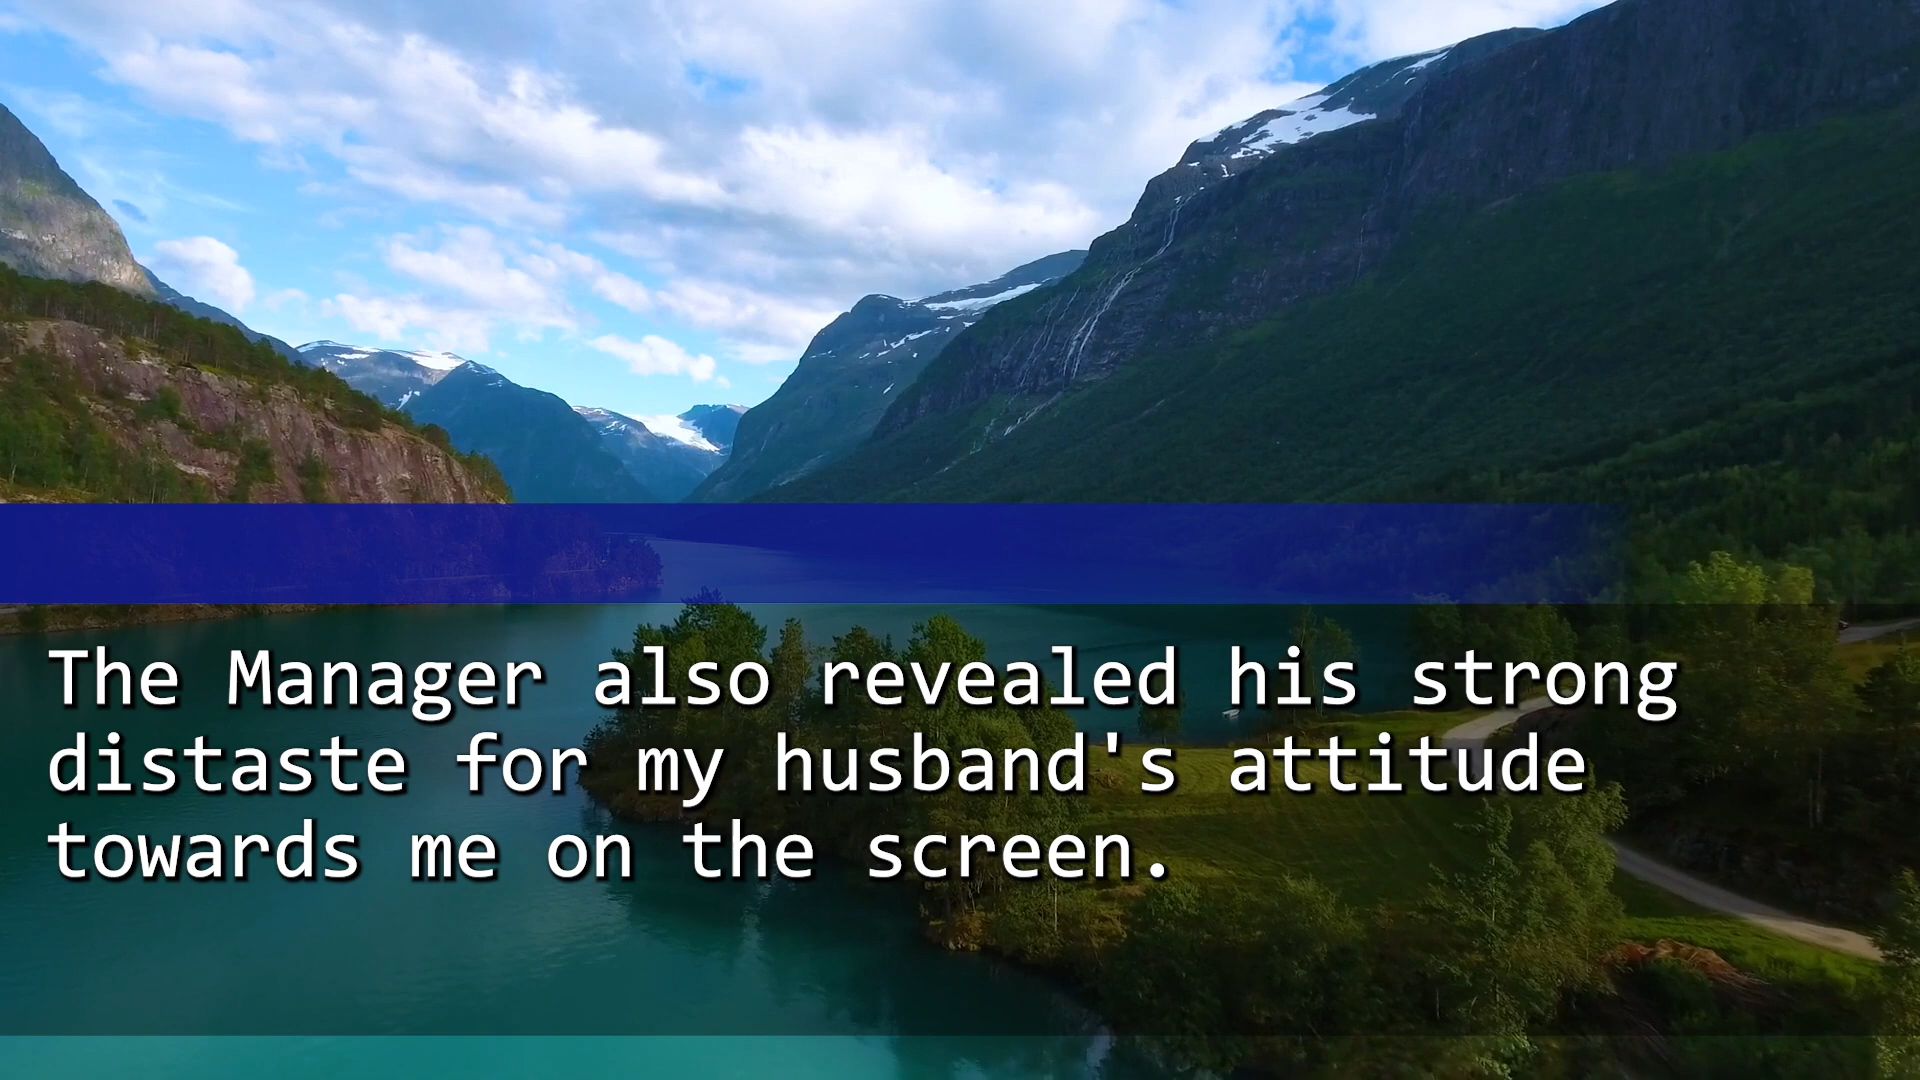 The Manager also revealed his strong
distaste for my husband's attitude
towards me on the screen.